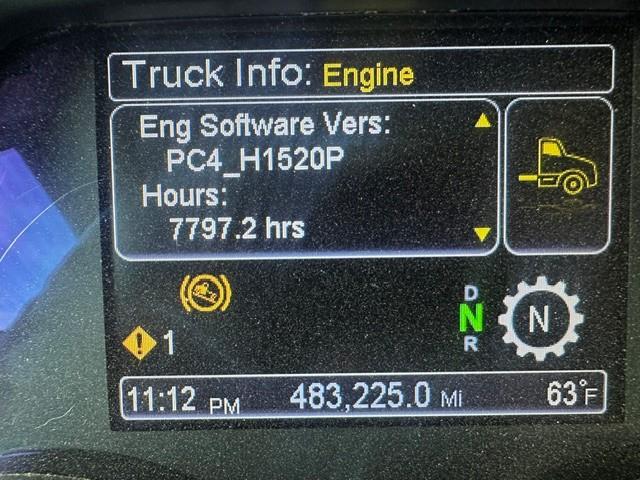 Truck Info: Engine
Eng Software Vers:
PC4_H1520P
Hours:
7797.2 hrs
D
N
R
N
1
11:12 PM 483,225.0 Mi 63°F